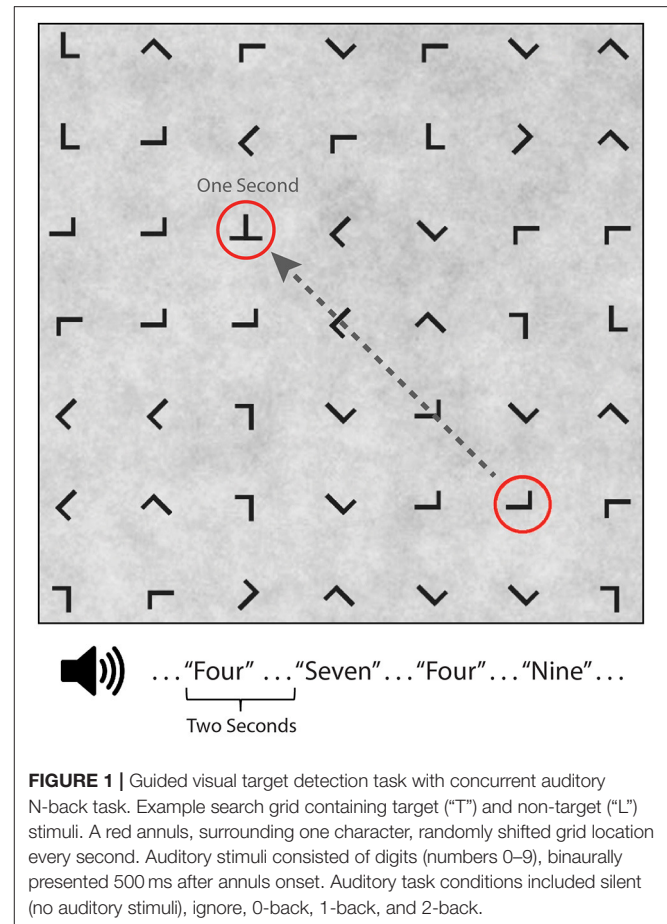 One Second
... "Four" ... "Seven" ... "Four" ... "Nine" ...
Two Seconds
FIGURE 1 | Guided visual target detection task with concurrent auditory
N-back task. Example search grid containing target (“T”) and non-target (“L”)
stimuli. A red annuls, surrounding one character, randomly shifted grid location
every second. Auditory stimuli consisted of digits (numbers 0–9), binaurally
presented 500 ms after annuls onset. Auditory task conditions included silent
(no auditory stimuli), ignore, 0-back, 1-back, and 2-back.